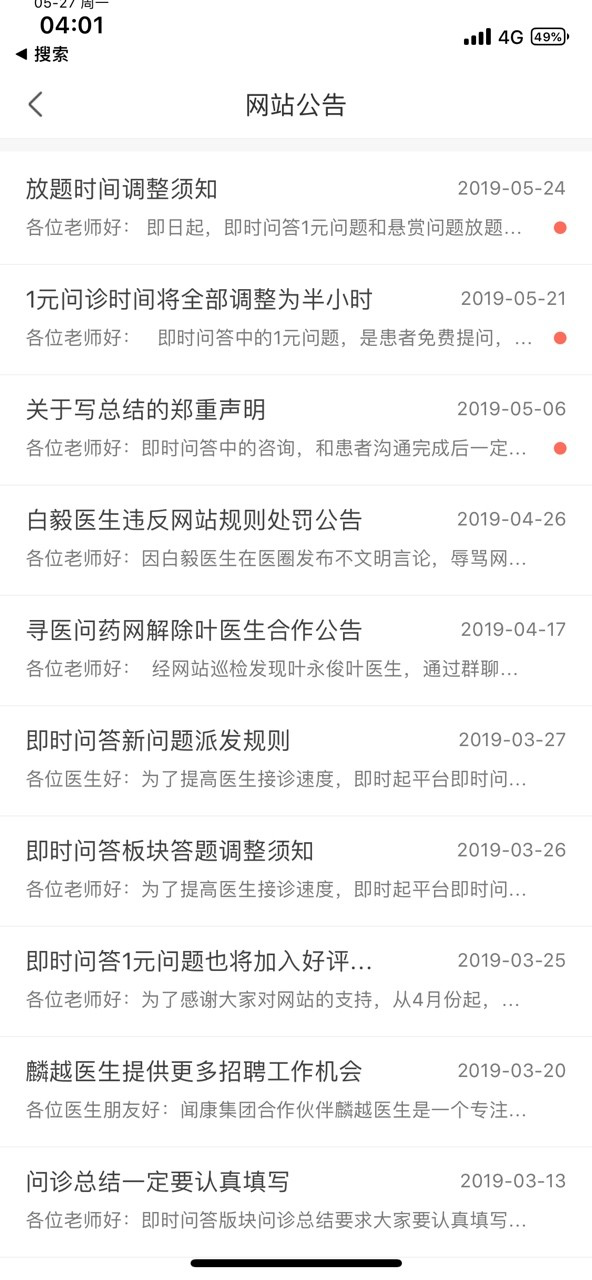 05-27 周一
04:01
4G 49%
◀ 搜索
网站公告
放题时间调整须知 2019-05-24
各位老师好: 即日起，即时问答1元问题和悬赏问题放题...
1元问诊时间将全部调整为半小时 2019-05-21
各位老师好: 即时问答中的1元问题，是患者免费提问，...
关于写总结的郑重声明 2019-05-06
各位老师好: 即时问答中的咨询，和患者沟通完成后一定...
白毅医生违反网站规则处罚公告 2019-04-26
各位老师好: 因白毅医生在医圈发布不文明言论，辱骂网...
寻医问药网解除叶医生合作公告 2019-04-17
各位老师好: 经网站巡检发现叶永俊叶医生，通过群聊...
即时问答新问题派发规则 2019-03-27
各位医生好: 为了提高医生接诊速度，即时起平台即时问...
即时问答板块答题调整须知 2019-03-26
各位老师好: 为了提高医生接诊速度，即时起平台即时问...
即时问答1元问题也将加入好评... 2019-03-25
各位老师好: 为了感谢大家对网站的支持，从4月份起，...
麟越医生提供更多招聘工作机会 2019-03-20
各位医生朋友好: 闻康集团合作伙伴麟越医生是一个专注...
问诊总结一定要认真填写 2019-03-13
各位老师好: 即时问答版块问诊总结要求大家要认真填写...